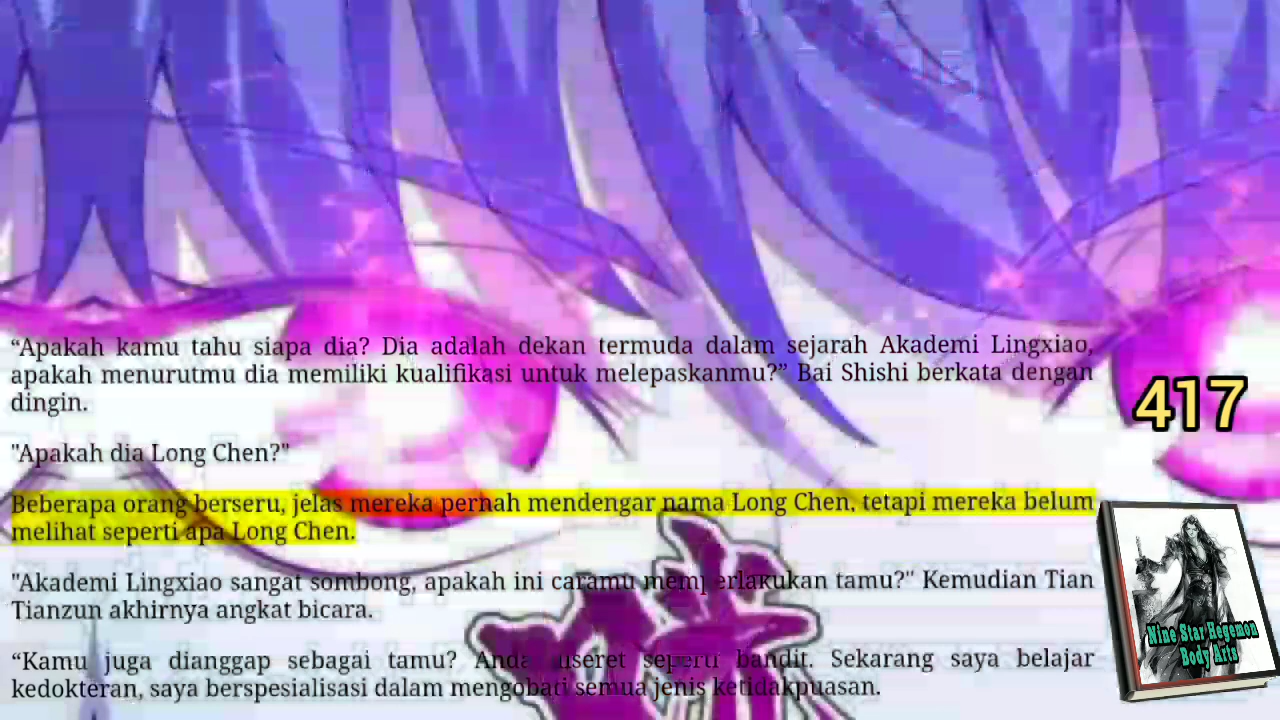 “Apakah kamu tahu siapa dia? Dia adalah dekan termuda dalam sejarah Akademi Lingxiao,
apakah menurutmu dia memiliki kualifikasi untuk melepaskanmu?” Bai Shishi berkata dengan
dingin.
"Apakah dia Long Chen?"
Beberapa orang berseru, jelas mereka pernah mendengar nama Long Chen, tetapi mereka belum
melihat seperti apa Long Chen.
"Akademi Lingxiao sangat sombong, apakah ini caramu memperlakukan tamu?" Kemudian Tian
Tianzun akhirnya angkat bicara.
“Kamu juga dianggap sebagai tamu? Anda diseret seperti bandit. Sekarang saya belajar
kedokteran, saya berspesialisasi dalam mengobati semua jenis ketidakpuasan.
417
Nine Star Hegemon
Body Arts